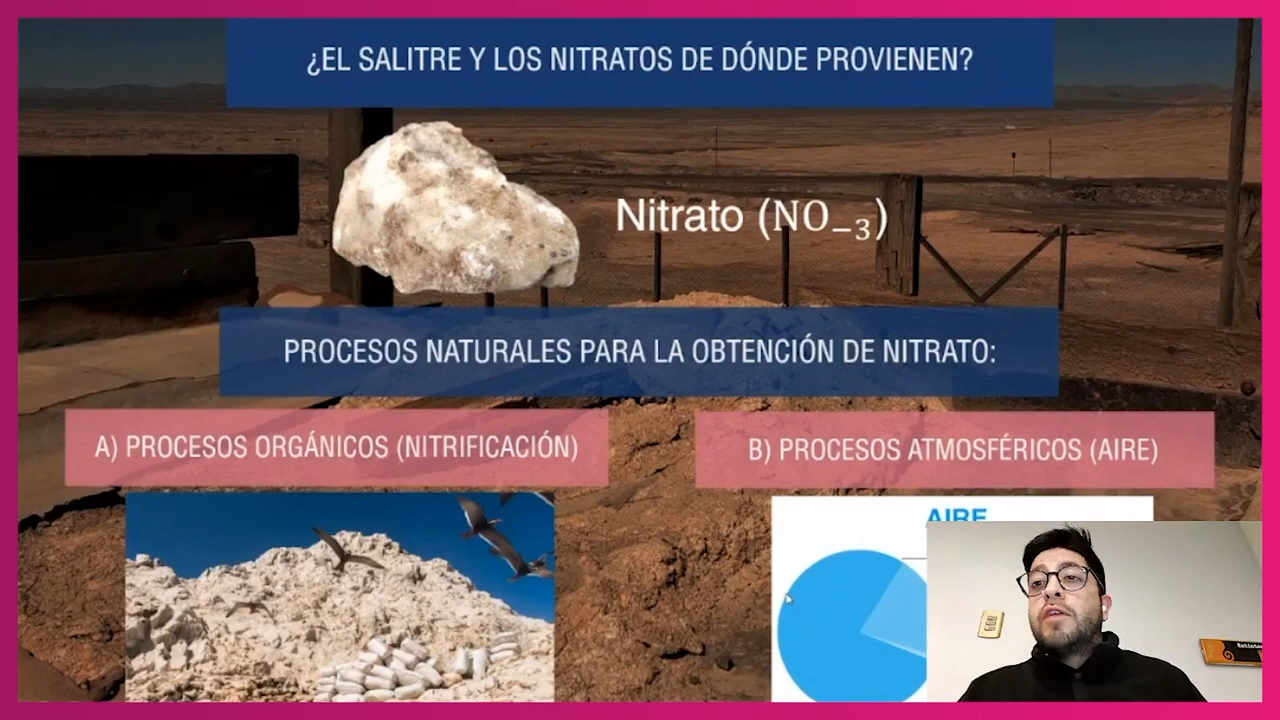 ¿EL SALITRE Y LOS NITRATOS DE DÓNDE PROVIENEN?
Nitrato (NO₋₃)
PROCESOS NATURALES PARA LA OBTENCIÓN DE NITRATO:
A) PROCESOS ORGÁNICOS (NITRIFICACIÓN)
B) PROCESOS ATMOSFÉRICOS (AIRE)
AIRE